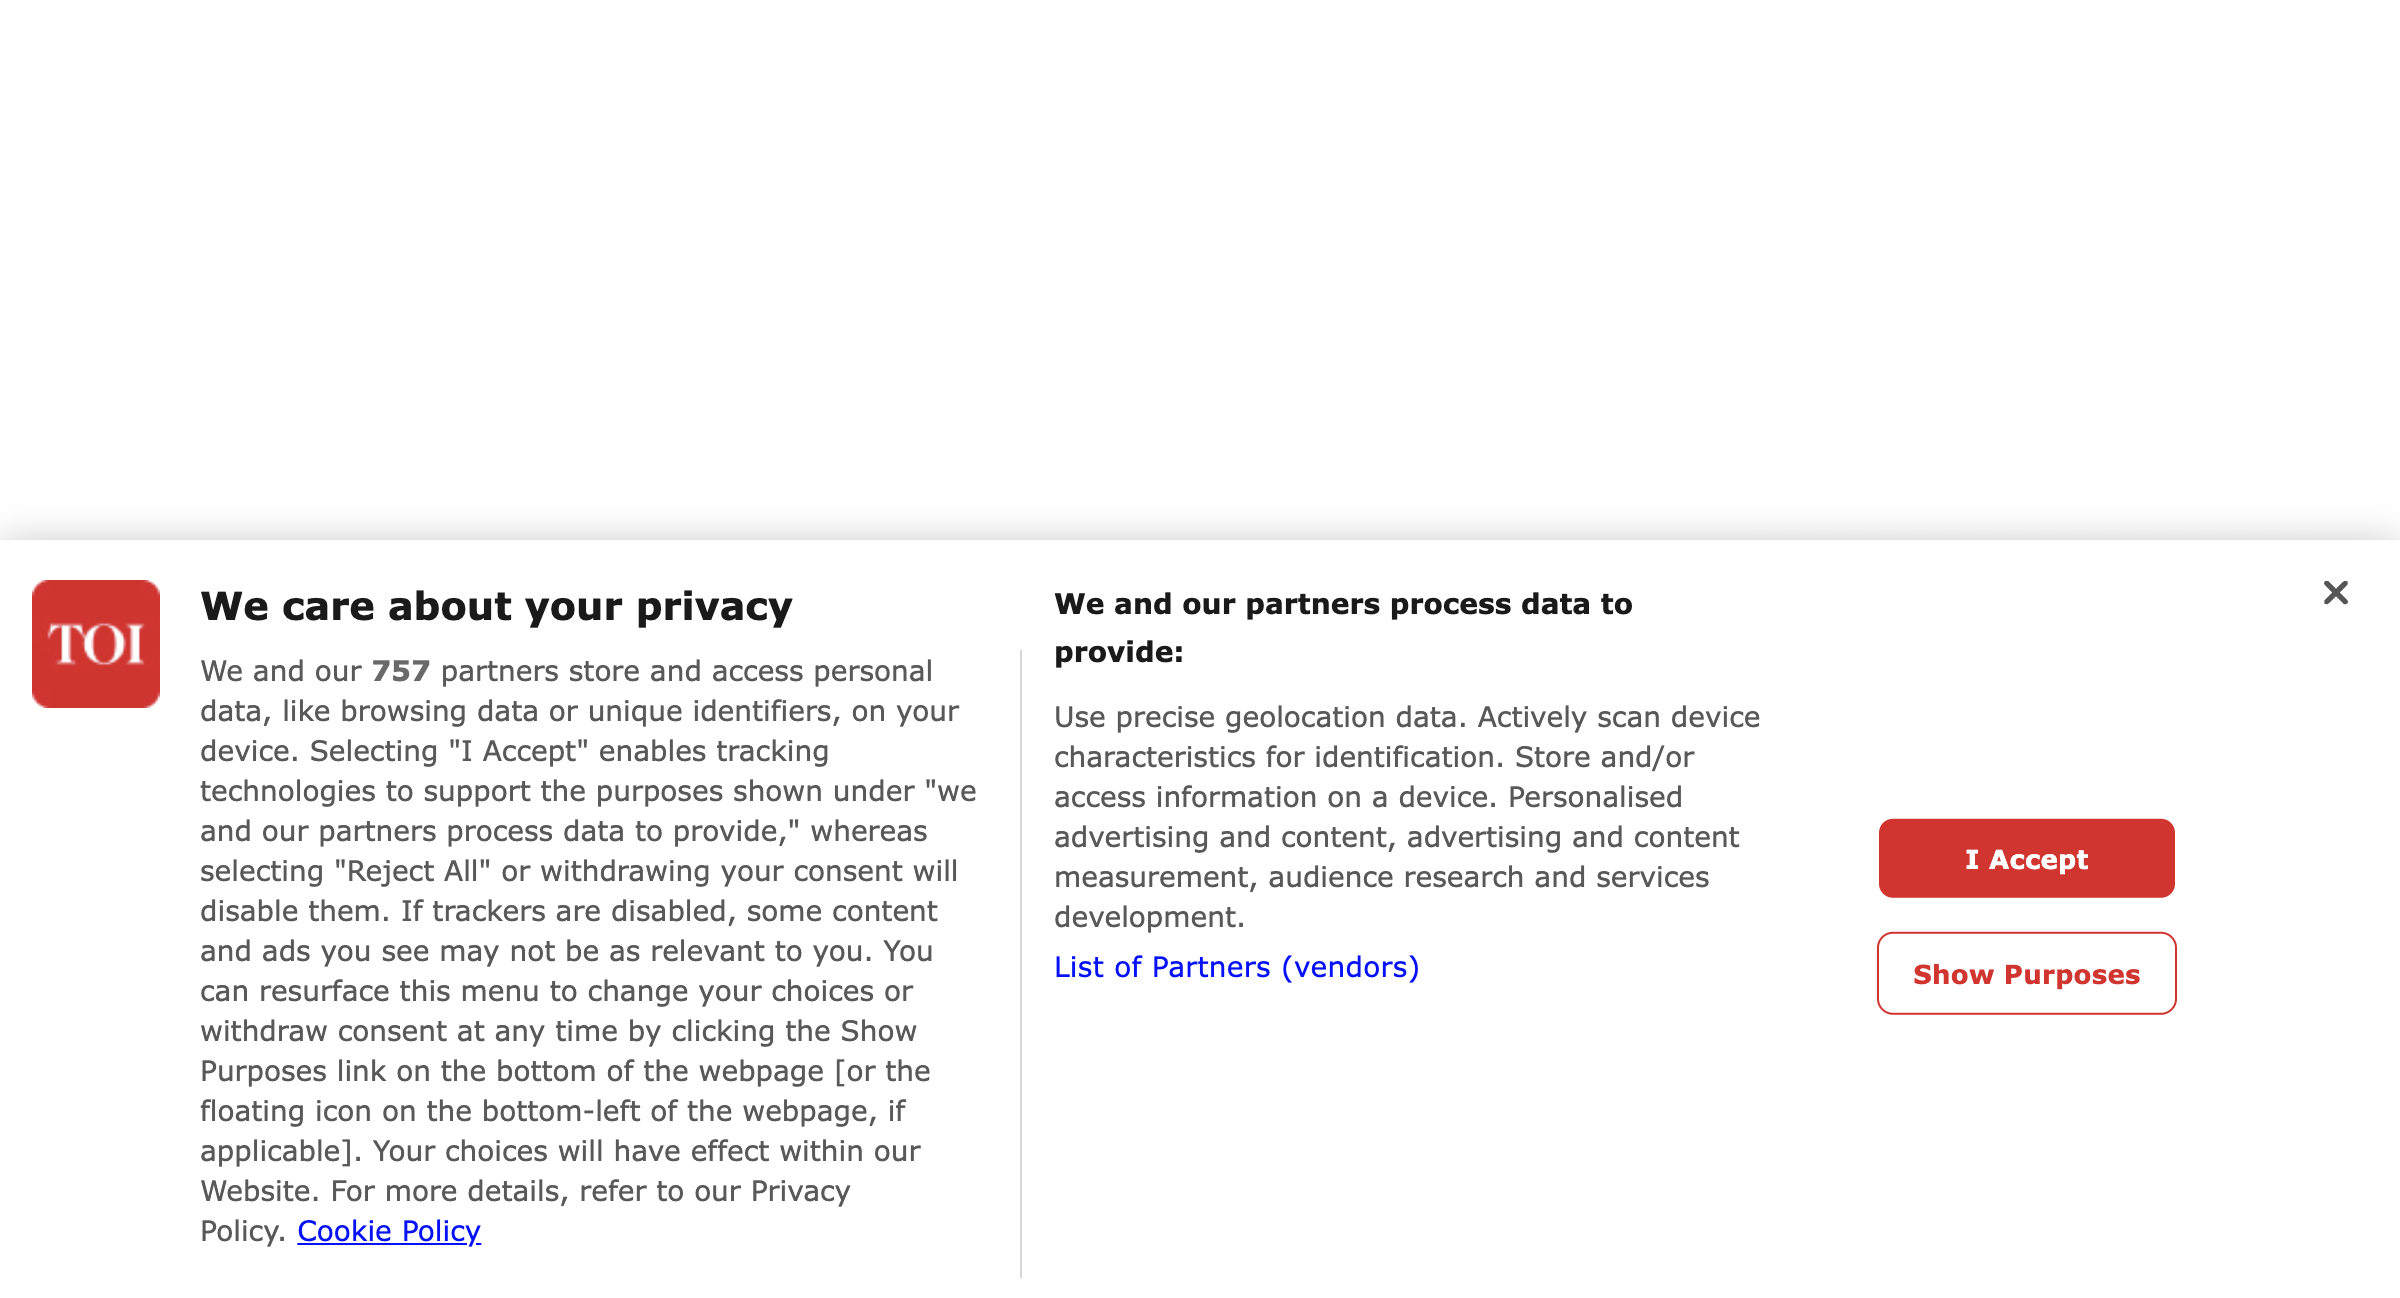 TOI
We care about your privacy
We and our 757 partners store and access personal
data, like browsing data or unique identifiers, on your
device. Selecting "I Accept" enables tracking
technologies to support the purposes shown under "we
and our partners process data to provide," whereas
selecting "Reject All" or withdrawing your consent will
disable them. If trackers are disabled, some content
and ads you see may not be as relevant to you. You
can resurface this menu to change your choices or
withdraw consent at any time by clicking the Show
Purposes link on the bottom of the webpage [or the
floating icon on the bottom-left of the webpage, if
applicable]. Your choices will have effect within our
Website. For more details, refer to our Privacy
Policy. Cookie Policy
We and our partners process data to
provide:
Use precise geolocation data. Actively scan device
characteristics for identification. Store and/or
access information on a device. Personalised
advertising and content, advertising and content
measurement, audience research and services
development.
List of Partners (vendors)
I Accept
Show Purposes